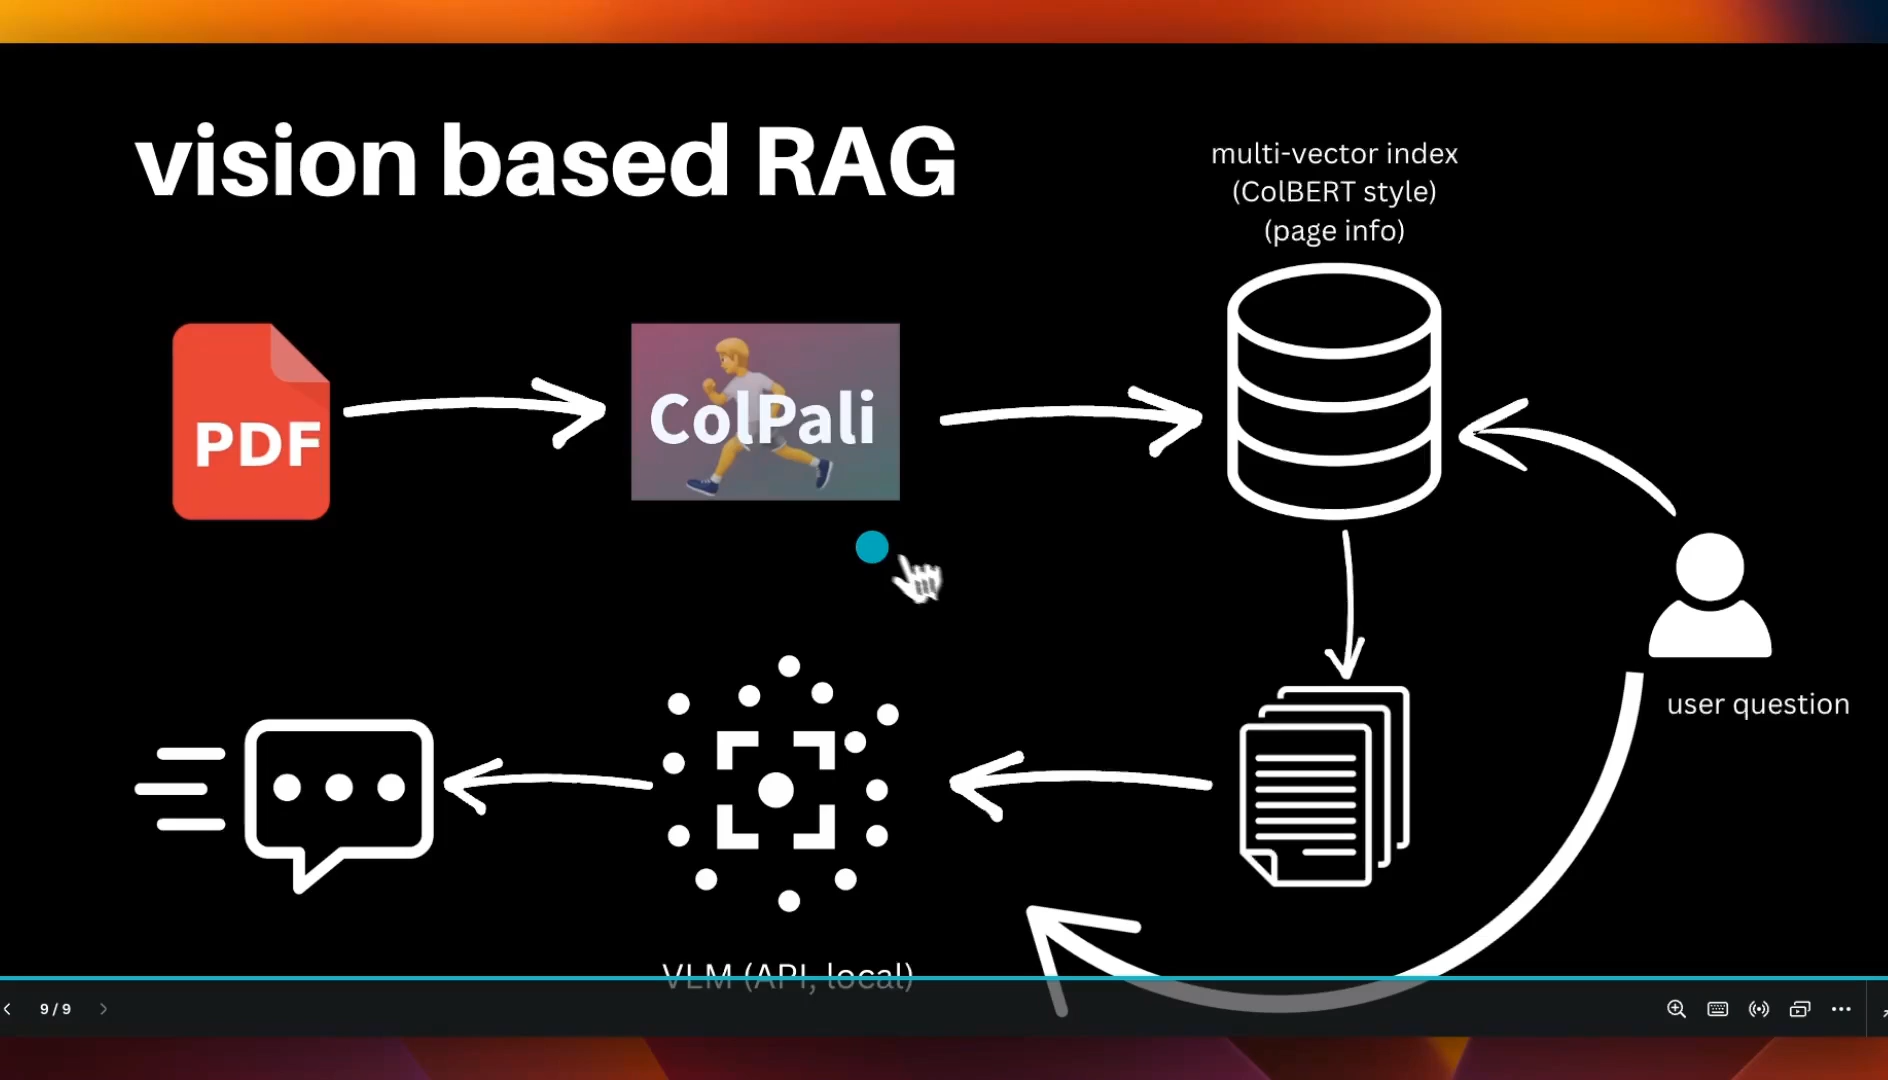 vision based RAG
multi-vector index
(ColBERT style)
(page info)
PDF
ColPali
user question
VLM (API, local)
9/9